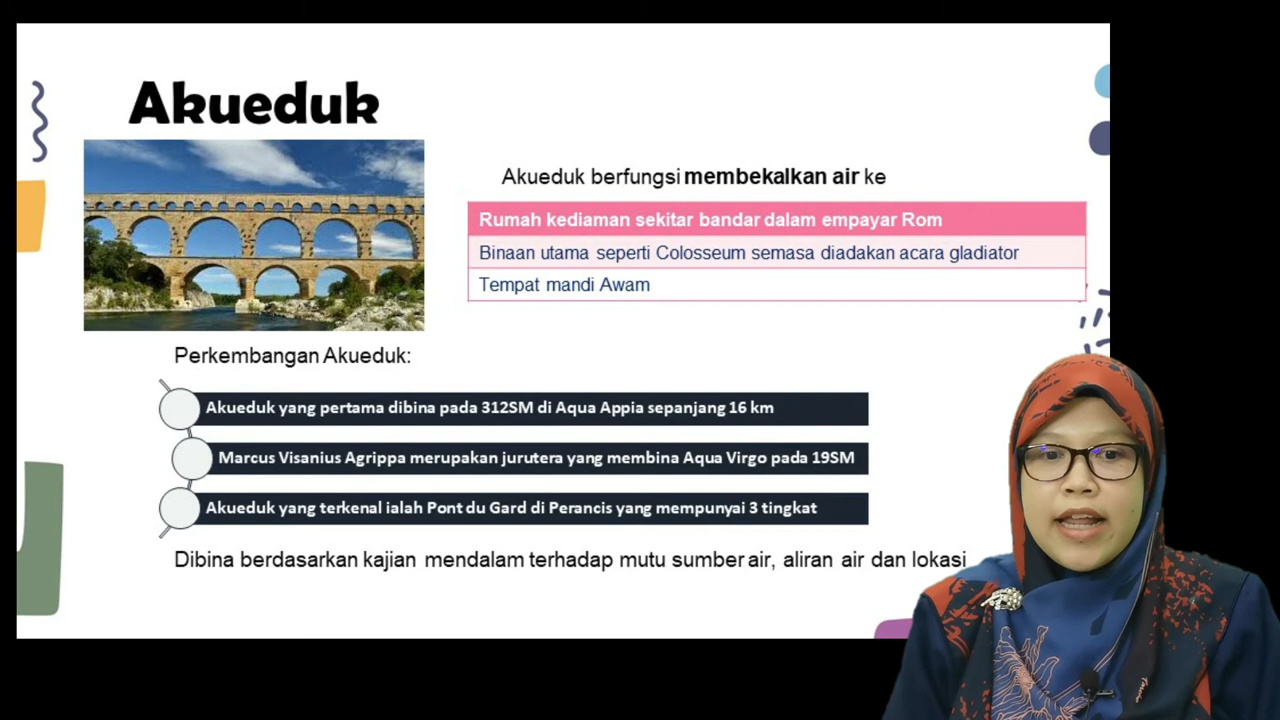 Akueduk
Akueduk berfungsi membekalkan air ke
Rumah kediaman sekitar bandar dalam empayar Rom
Binaan utama seperti Colosseum semasa diadakan acara gladiator
Tempat mandi Awam
Perkembangan Akueduk:
Akueduk yang pertama dibina pada 312SM di Aqua Appia sepanjang 16 km
Marcus Visanius Agrippa merupakan jurutera yang membina Aqua Virgo pada 19SM
Akueduk yang terkenal ialah Pont du Gard di Perancis yang mempunyai 3 tingkat
Dibina berdasarkan kajian mendalam terhadap mutu sumber air, aliran air dan lokasi